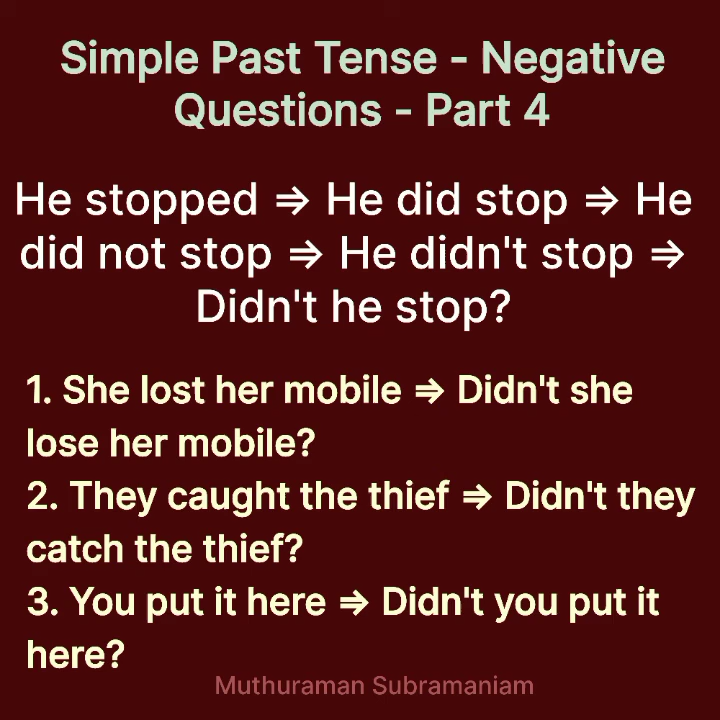 Simple Past Tense - Negative
Questions - Part 4
He stopped ⇒ He did stop ⇒ He
did not stop ⇒ He didn't stop ⇒
Didn't he stop?
1. She lost her mobile ⇒ Didn't she
lose her mobile?
2. They caught the thief ⇒ Didn't they
catch the thief?
3. You put it here ⇒ Didn't you put it
here?
Muthuraman Subramaniam